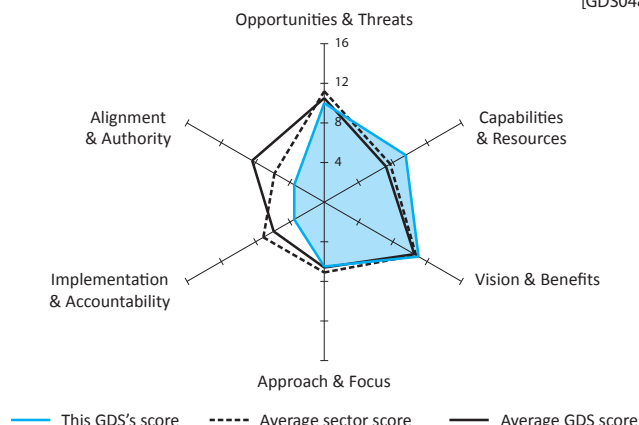 [GDS04
Opportunities & Threats
16
12
8
4
Alignment
& Authority
Capabilities
& Resources
Implementation
& Accountability
Vision & Benefits
Approach & Focus
This GDS's score
Average sector score
Average GDS score